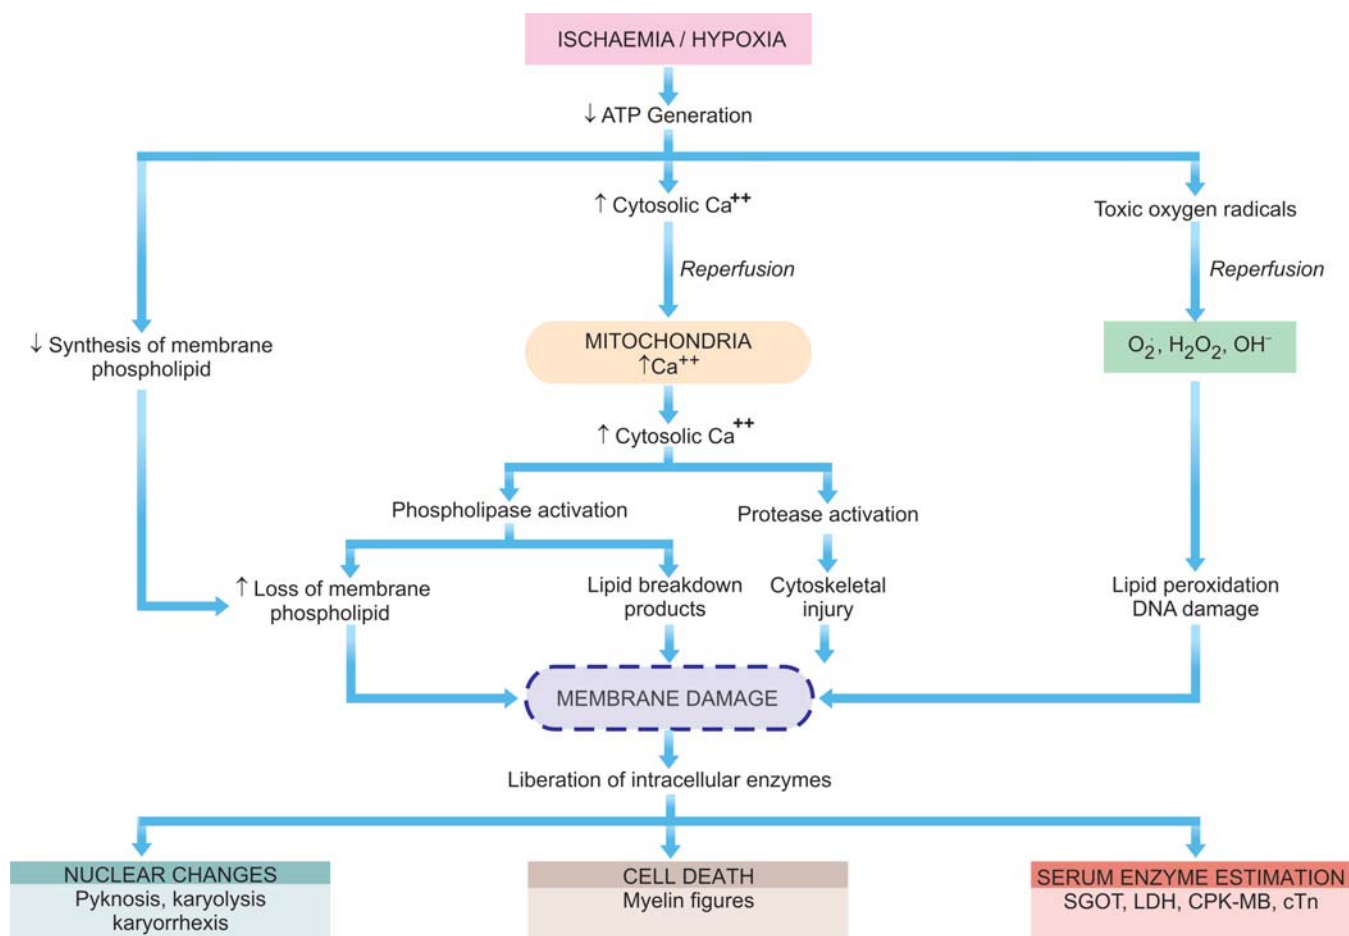 ISCHAEMIA / HYPOXIA
↓ ATP Generation
↑ Cytosolic Ca++
Toxic oxygen radicals
Reperfusion
Reperfusion
↓ Synthesis of membrane
phospholipid
MITOCHONDRIA
↑Ca++
O2˙, H2O2, OH–
↑ Cytosolic Ca++
Phospholipase activation
Protease activation
↑ Loss of membrane
phospholipid
Lipid breakdown
products
Cytoskeletal
injury
Lipid peroxidation
DNA damage
MEMBRANE DAMAGE
Liberation of intracellular enzymes
NUCLEAR CHANGES
Pyknosis, karyolysis
karyorrhexis
CELL DEATH
Myelin figures
SERUM ENZYME ESTIMATION
SGOT, LDH, CPK-MB, cTn